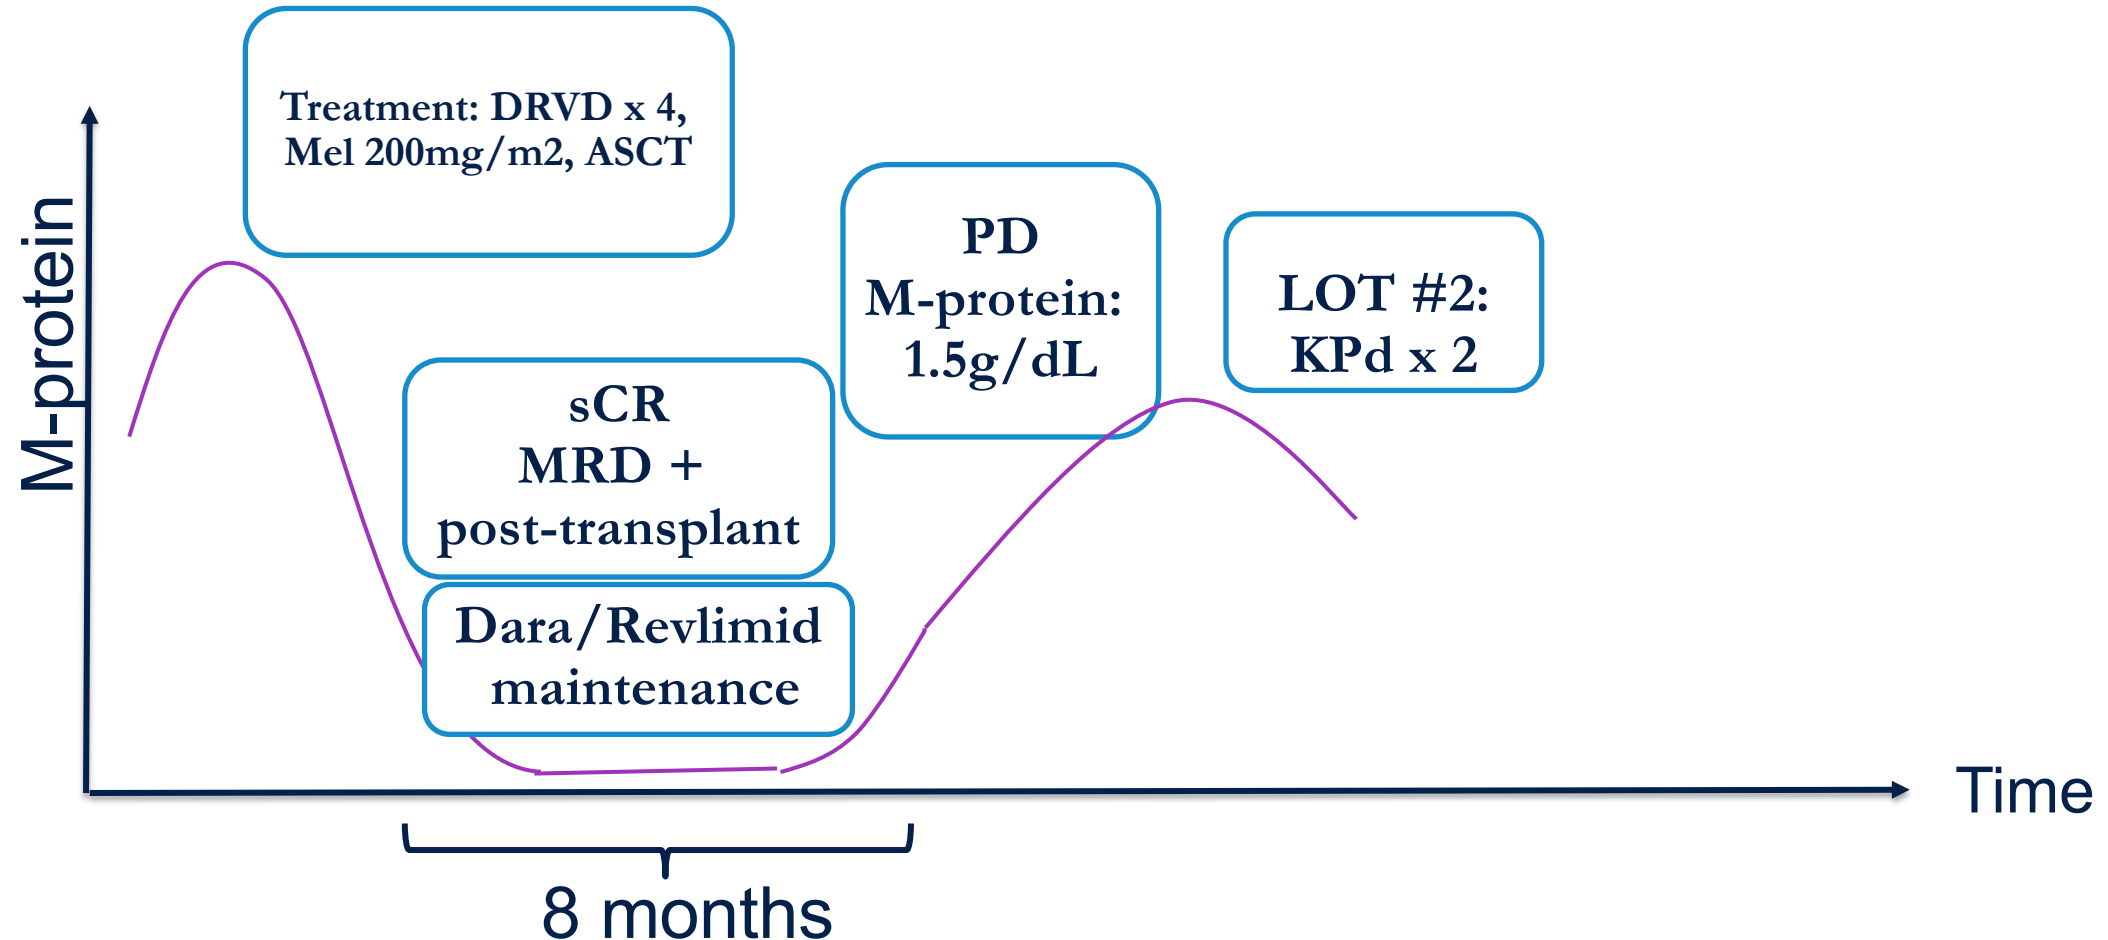 Treatment: DRVD x 4,
Mel 200mg/m2, ASCT
M-protein
PD
M-protein:
1.5g/dL
LOT #2:
KPd x 2
sCR
MRD +
post-transplant
Dara/Revlimid
maintenance
Time
8 months